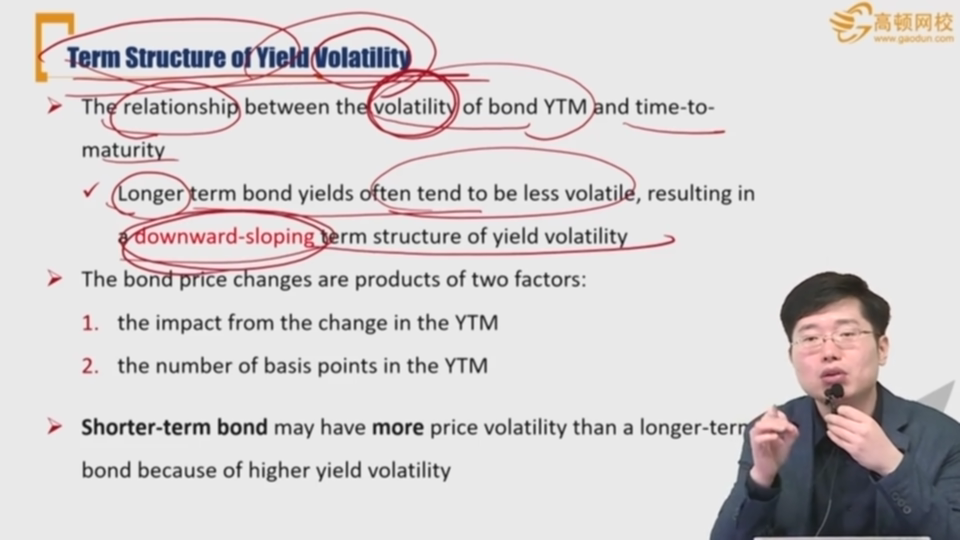 高顿网校
www.gaodun.com
Term Structure of Yield Volatility
The relationship between the volatility of bond YTM and time-to-
maturity
Longer term bond yields often tend to be less volatile, resulting in
a downward-sloping term structure of yield volatility
The bond price changes are products of two factors:
1. the impact from the change in the YTM
2. the number of basis points in the YTM
Shorter-term bond may have more price volatility than a longer-term
bond because of higher yield volatility